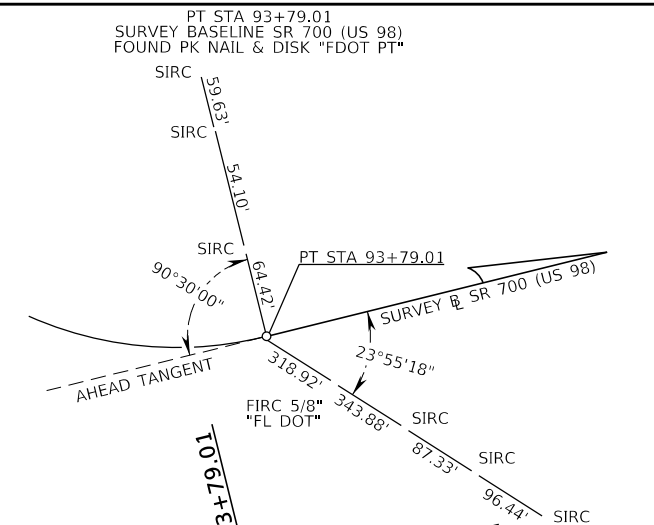 PT STA 93+79.01
SURVEY BASELINE SR 700 (US 98)
FOUND PK NAIL & DISK "FDOT PT"
SIRC
59.63'
SIRC
54.10'
SIRC
64.42'
90°30'00"
PT STA 93+79.01
SURVEY ℄ SR 700 (US 98)
AHEAD TANGENT
23°55'18"
318.92'
FIRC 5/8"
"FL DOT"
343.88'
SIRC
87.33'
SIRC
96.44'
SIRC
3+79.01